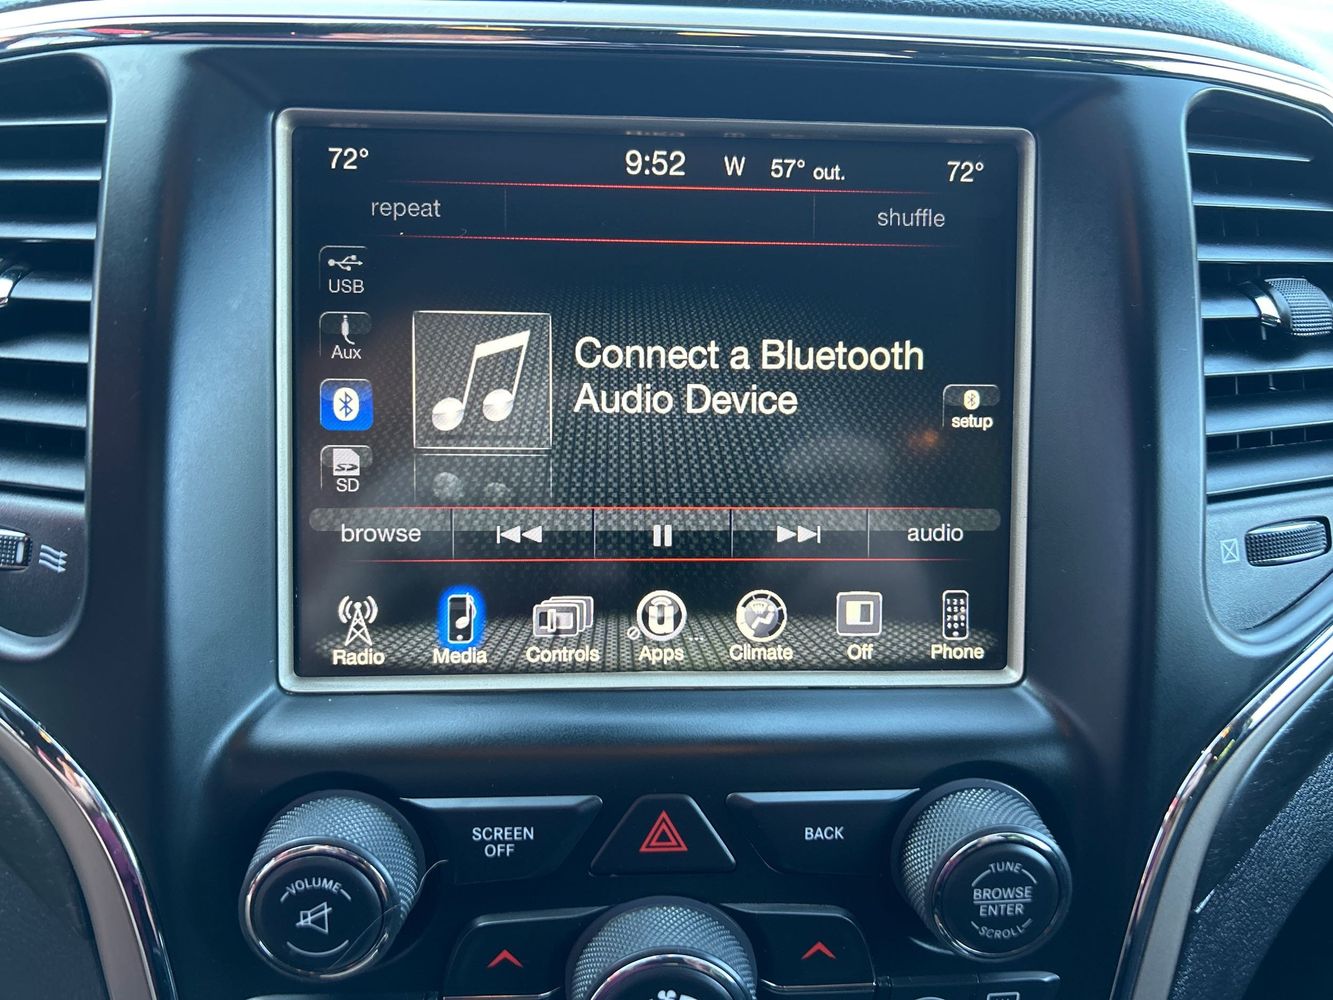 72° 9:52 W 57° out. 72°
repeat shuffle
USB
Aux
Connect a Bluetooth
Audio Device
setup
SD
browse audio
Radio Media Controls Apps Climate Off Phone
SCREEN
OFF
BACK
VOLUME
TUNE
BROWSE
ENTER
SCROLL